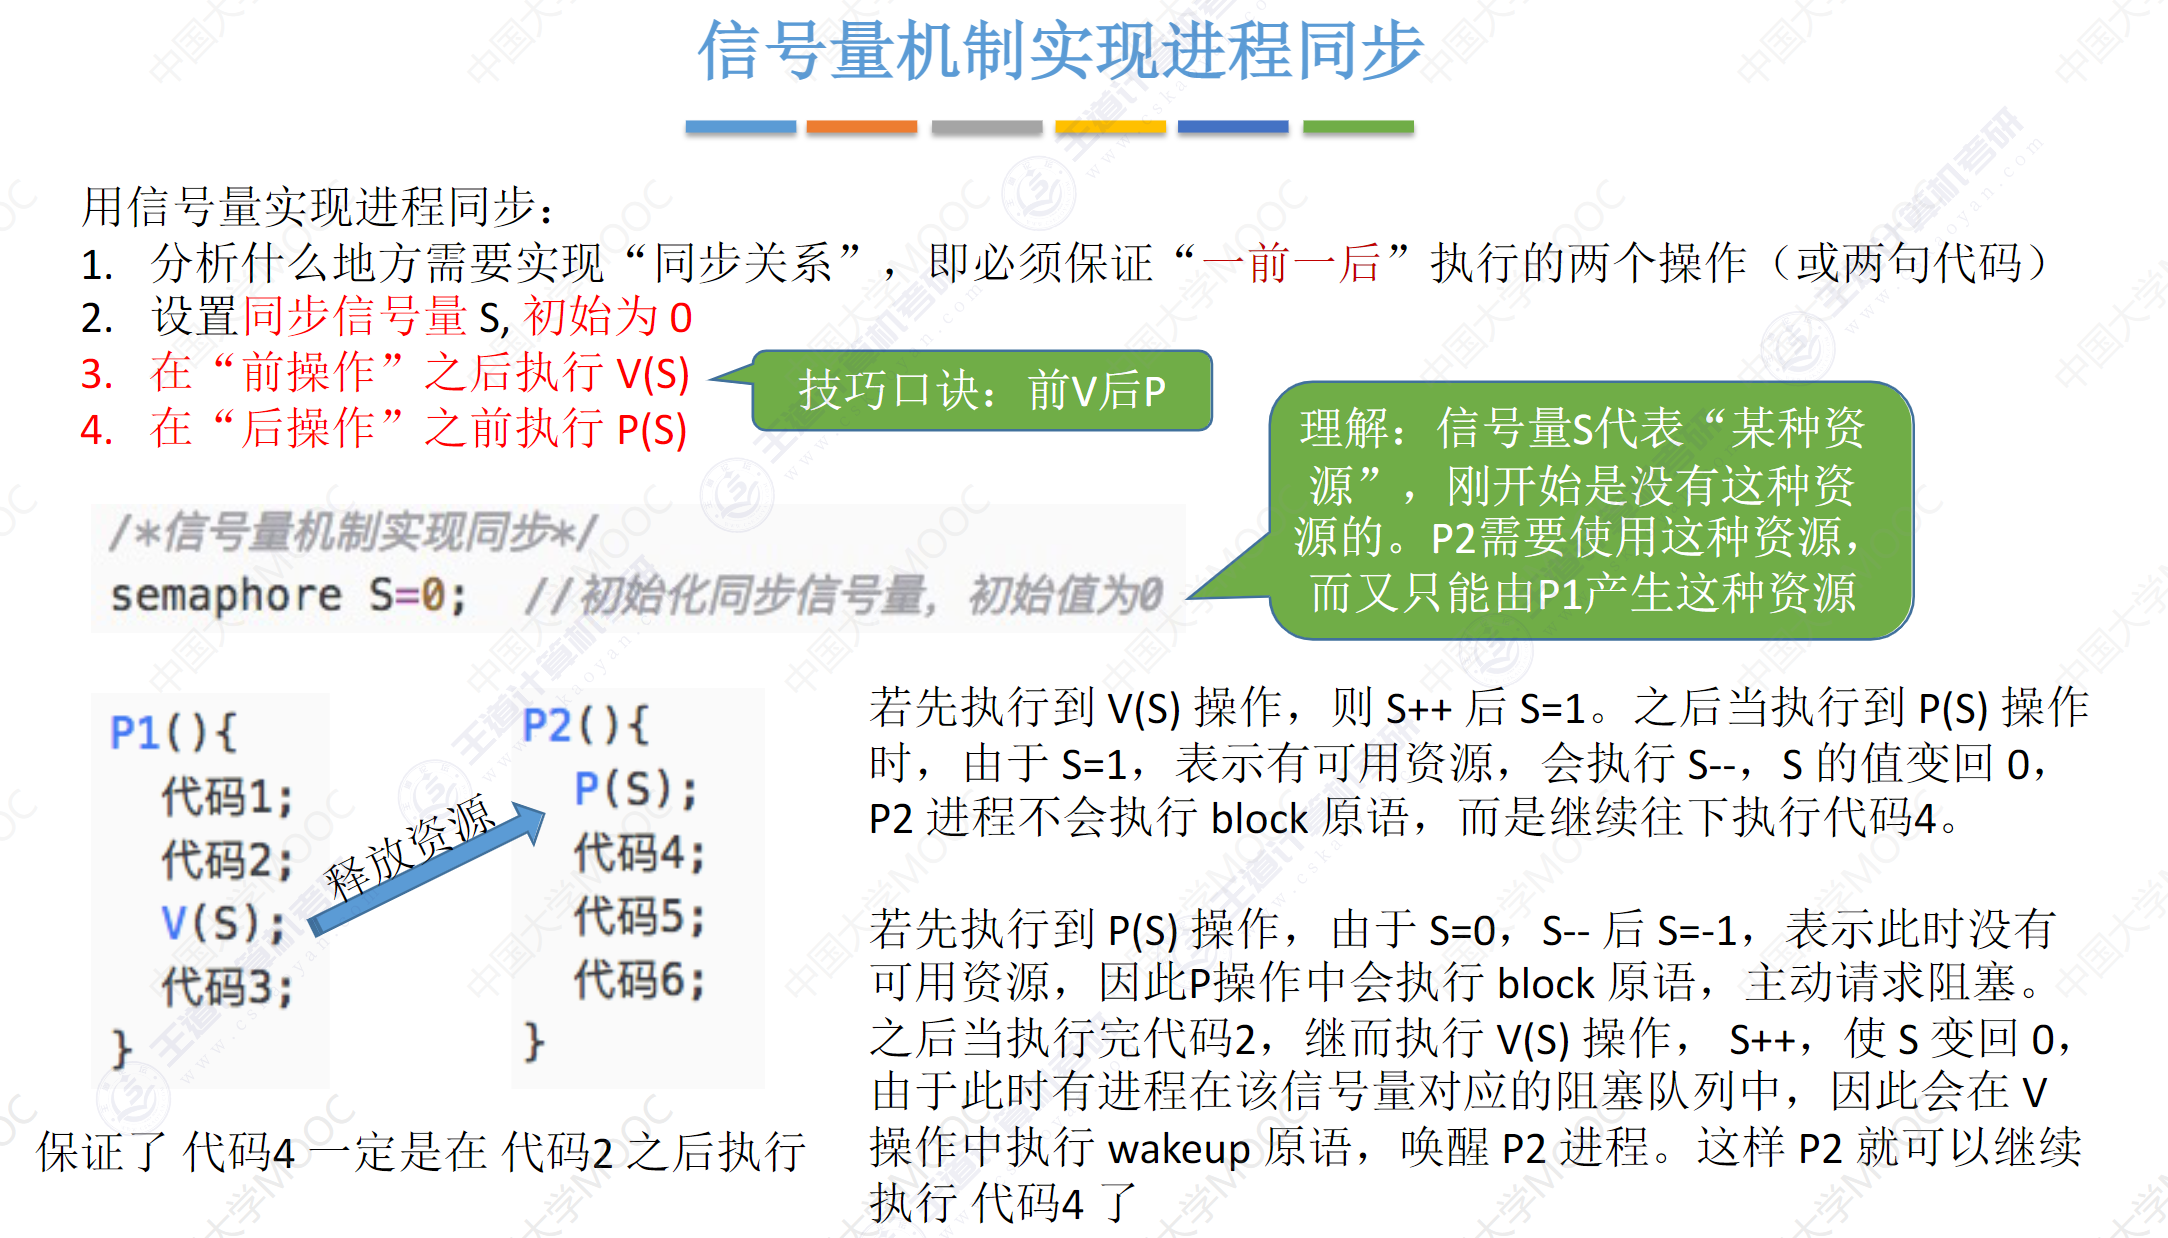 信号量机制实现进程同步
用信号量实现进程同步：
1. 分析什么地方需要实现“同步关系”，即必须保证“一前一后”执行的两个操作（或两句代码）
2. 设置同步信号量 S, 初始为 0
3. 在“前操作”之后执行 V(S)
4. 在“后操作”之前执行 P(S)
技巧口诀：前V后P
理解：信号量S代表“某种资
源”，刚开始是没有这种资
源的。P2需要使用这种资源，
而又只能由P1产生这种资源
/*信号量机制实现同步*/
semaphore S=0; //初始化同步信号量，初始值为0
P1(){
代码1;
代码2;
V(S);
代码3;
}
释放资源
P2(){
P(S);
代码4;
代码5;
代码6;
}
保证了 代码4 一定是在 代码2 之后执行
若先执行到 V(S) 操作，则 S++ 后 S=1。之后当执行到 P(S) 操作
时，由于 S=1，表示有可用资源，会执行 S--，S 的值变回 0，
P2 进程不会执行 block 原语，而是继续往下执行代码4。
若先执行到 P(S) 操作，由于 S=0，S-- 后 S=-1，表示此时没有
可用资源，因此P操作中会执行 block 原语，主动请求阻塞。
之后当执行完代码2，继而执行 V(S) 操作， S++，使 S 变回 0，
由于此时有进程在该信号量对应的阻塞队列中，因此会在 V
操作中执行 wakeup 原语，唤醒 P2 进程。这样 P2 就可以继续
执行 代码4 了
中国大学MOOC
王道计算机考研
www.cskaoyan.com